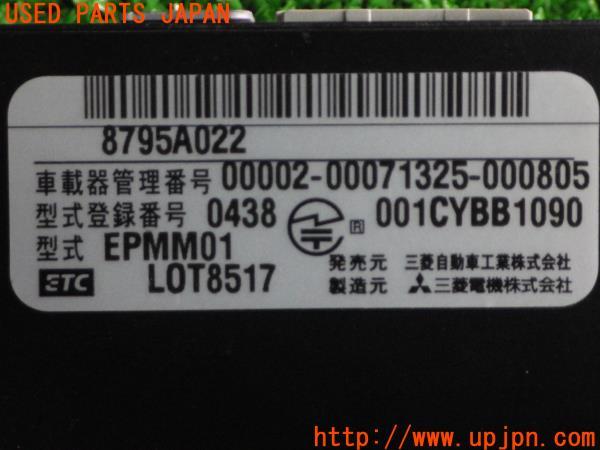 USED PARTS JAPAN
8795A022
車載器管理番号 00002-00071325-000805
型式登録番号 0438 R 001CYBB1090
型式 EPMM01
ETC LOT8517
発売元 三菱自動車工業株式会社
製造元 三菱電機株式会社
http://www.upjpn.com/